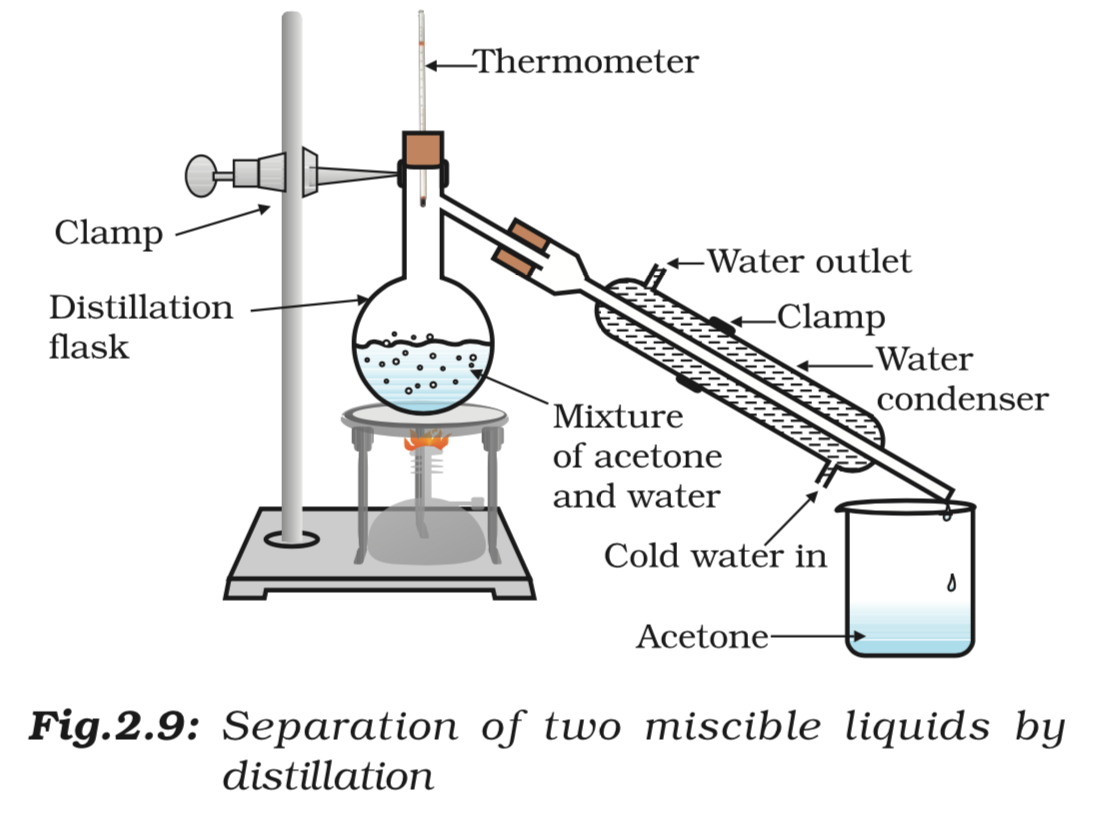 Thermometer
Clamp
Water outlet
Distillation
flask
Clamp
Water
condenser
Mixture
of acetone
and water
Cold water in
Acetone
Fig.2.9: Separation of two miscible liquids by
distillation